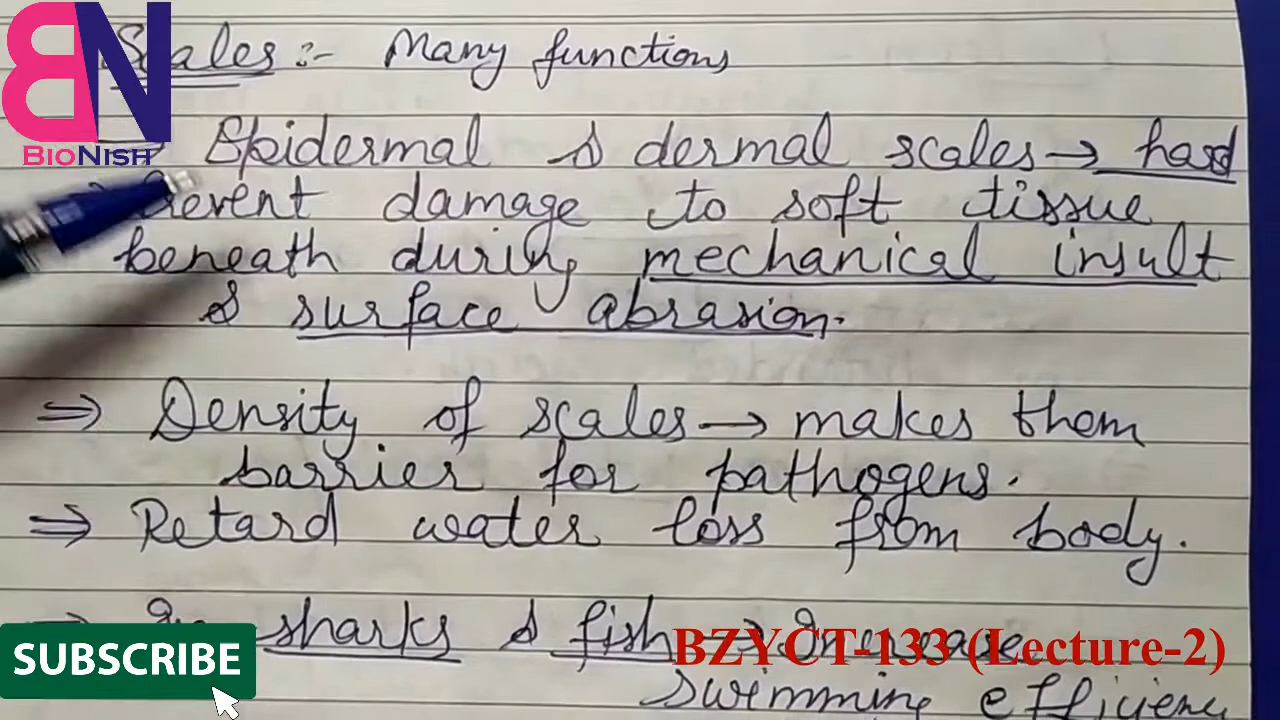 BN
BIONISH
Scales :- Many functions
⇒ Epidermal & dermal scales → hard
⇒ Prevent damage to soft tissue
beneath during mechanical insult
& surface abrasion.
⇒ Density of scales → makes them
barrier for pathogens.
⇒ Retard water loss from body.
⇒ In sharks & fish → Increase
swimming efficiency
SUBSCRIBE
BZYCT-133 (Lecture-2)